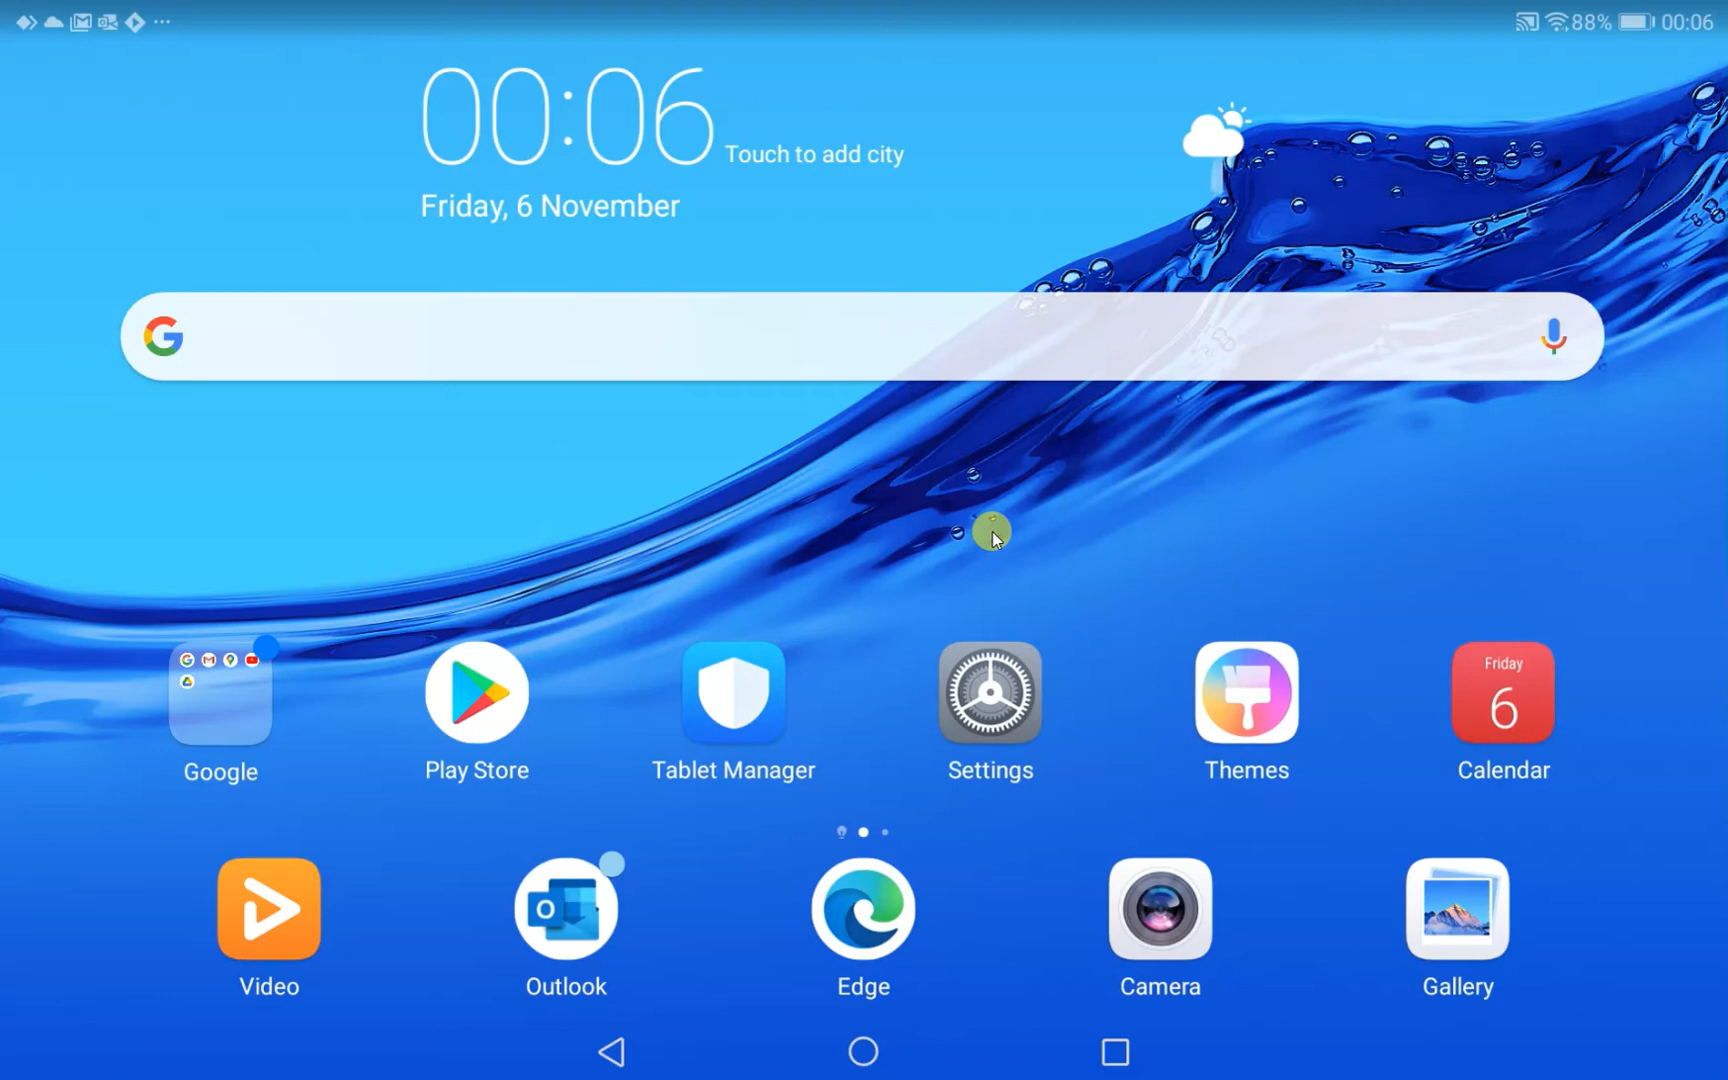 88% 00:06
00:06 Touch to add city
Friday, 6 November
Google
Play Store
Tablet Manager
Settings
Themes
Friday
6
Calendar
Video
Outlook
Edge
Camera
Gallery